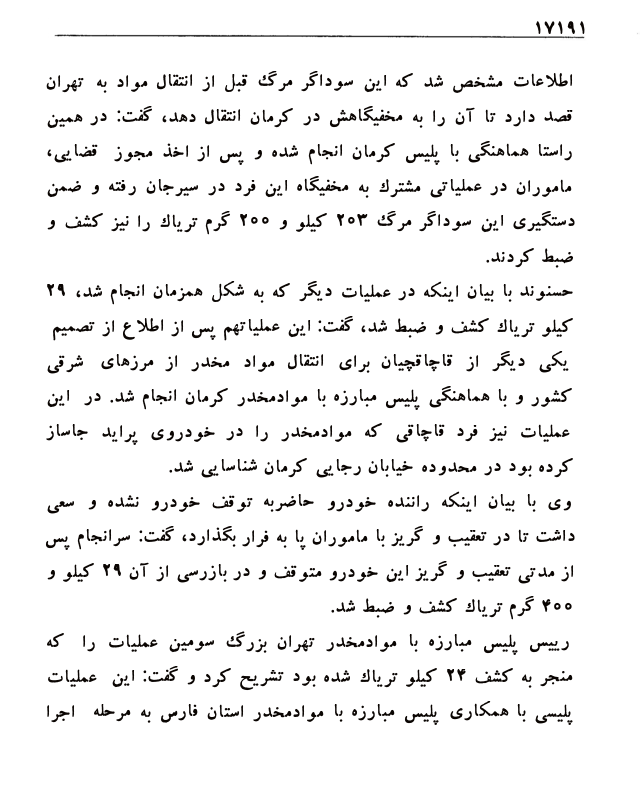 ۱۷۱۹۱
اطلاعات مشخص شد که این سوداگر مرگ قبل از انتقال مواد به تهران
قصد دارد تا آن را به مخفیگاهش در کرمان انتقال دهد، گفت: در همین
راستا هماهنگی با پلیس کرمان انجام شده و پس از اخذ مجوز قضایی،
ماموران در عملیاتی مشترك به مخفیگاه این فرد در سیرجان رفته و ضمن
دستگیری این سوداگر مرگ ۲۵۳ کیلو و ۲۰۰ گرم تریاك را نیز کشف و
ضبط کردند.
حسنوند با بیان اینکه در عملیات دیگر که به شکل همزمان انجام شد، ۲۹
کیلو تریاك کشف و ضبط شد، گفت: این عملیاتهم پس از اطلاع از تصمیم
یکی دیگر از قاچاقچیان برای انتقال مواد مخدر از مرزهای شرقی
کشور و با هماهنگی پلیس مبارزه با موادمخدر کرمان انجام شد. در این
عملیات نیز فرد قاچاقی که موادمخدر را در خودروی پراید جاساز
کرده بود در محدوده خیابان رجایی کرمان شناسایی شد.
وی با بیان اینکه راننده خودرو حاضربه توقف خودرو نشده و سعی
داشت تا در تعقیب و گریز با ماموران پا به فرار بگذارد، گفت: سرانجام پس
از مدتی تعقیب و گریز این خودرو متوقف و در بازرسی از آن ۲۹ کیلو و
۴۰۰ گرم تریاك کشف و ضبط شد.
رییس پلیس مبارزه با موادمخدر تهران بزرگ سومین عملیات را که
منجر به کشف ۲۴ کیلو تریاك شده بود تشریح کرد و گفت: این عملیات
پلیسی با همکاری پلیس مبارزه با موادمخدر استان فارس به مرحله اجرا